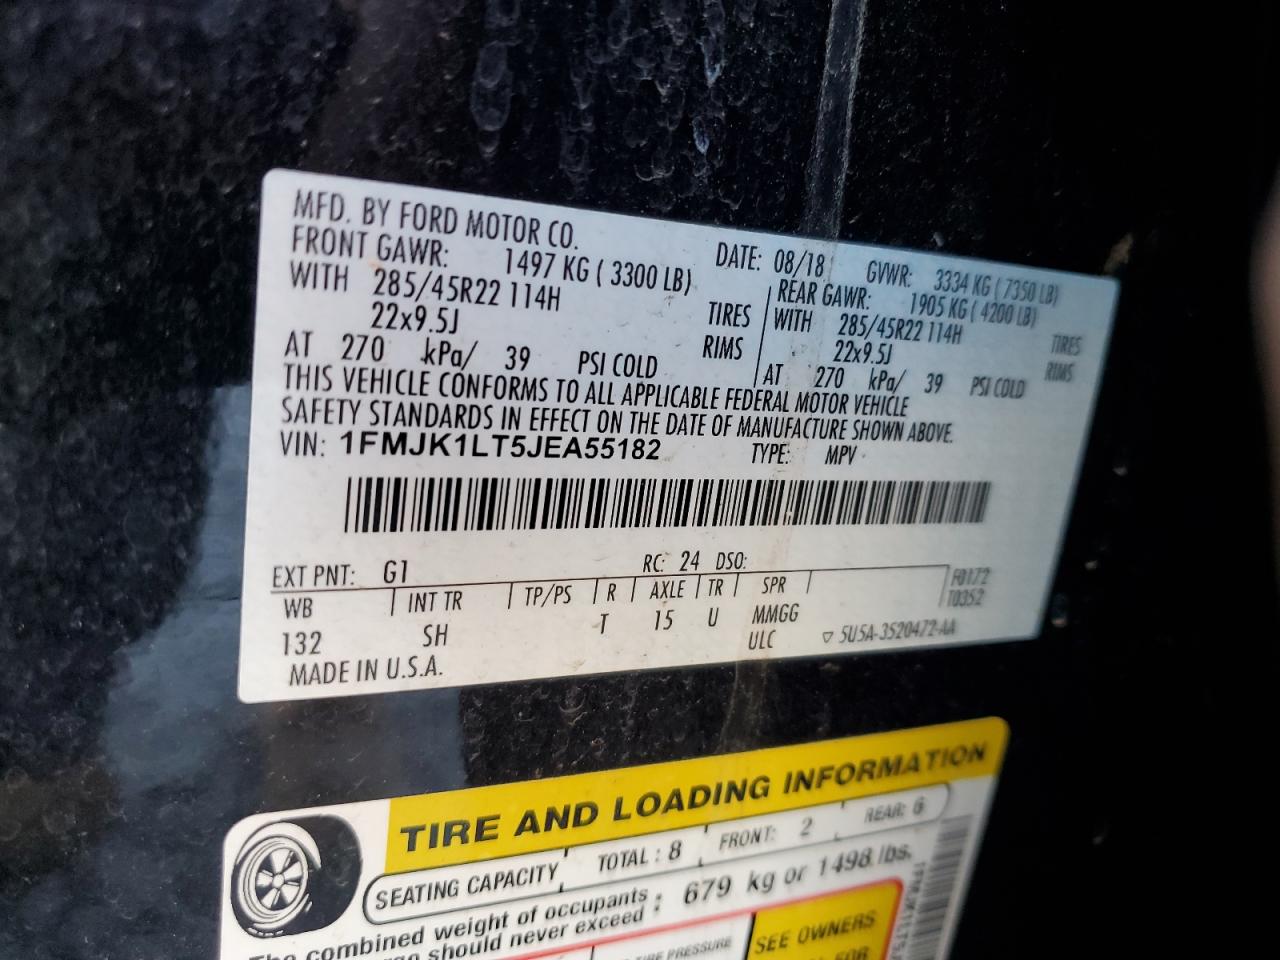 MFD. BY FORD MOTOR CO.
DATE: 08/18 GVWR: 3334 KG ( 7350 LB)
FRONT GAWR: 1497 KG ( 3300 LB)
REAR GAWR: 1905 KG ( 4200 LB)
WITH 285/45R22 114H TIRES
WITH 285/45R22 114H TIRES
22x9.5J RIMS
22x9.5J RIMS
AT 270 kPa/ 39 PSI COLD
AT 270 kPa/ 39 PSI COLD
THIS VEHICLE CONFORMS TO ALL APPLICABLE FEDERAL MOTOR VEHICLE
SAFETY STANDARDS IN EFFECT ON THE DATE OF MANUFACTURE SHOWN ABOVE.
VIN: 1FMJK1LT5JEA55182 TYPE: MPV
EXT PNT: G1 RC: 24 DSO:
WB INT TR TP/PS R AXLE TR SPR F0172
T0352
132 SH T 15 U MMGG
ULC ▽ 5U5A-3520472-AA
MADE IN U.S.A.
TIRE AND LOADING INFORMATION
SEATING CAPACITY TOTAL : 8 FRONT: 2 REAR: 6
The combined weight of occupants : 679 kg or 1498 lbs.
should never exceed
PRESSURE
SEE OWNERS
FOR